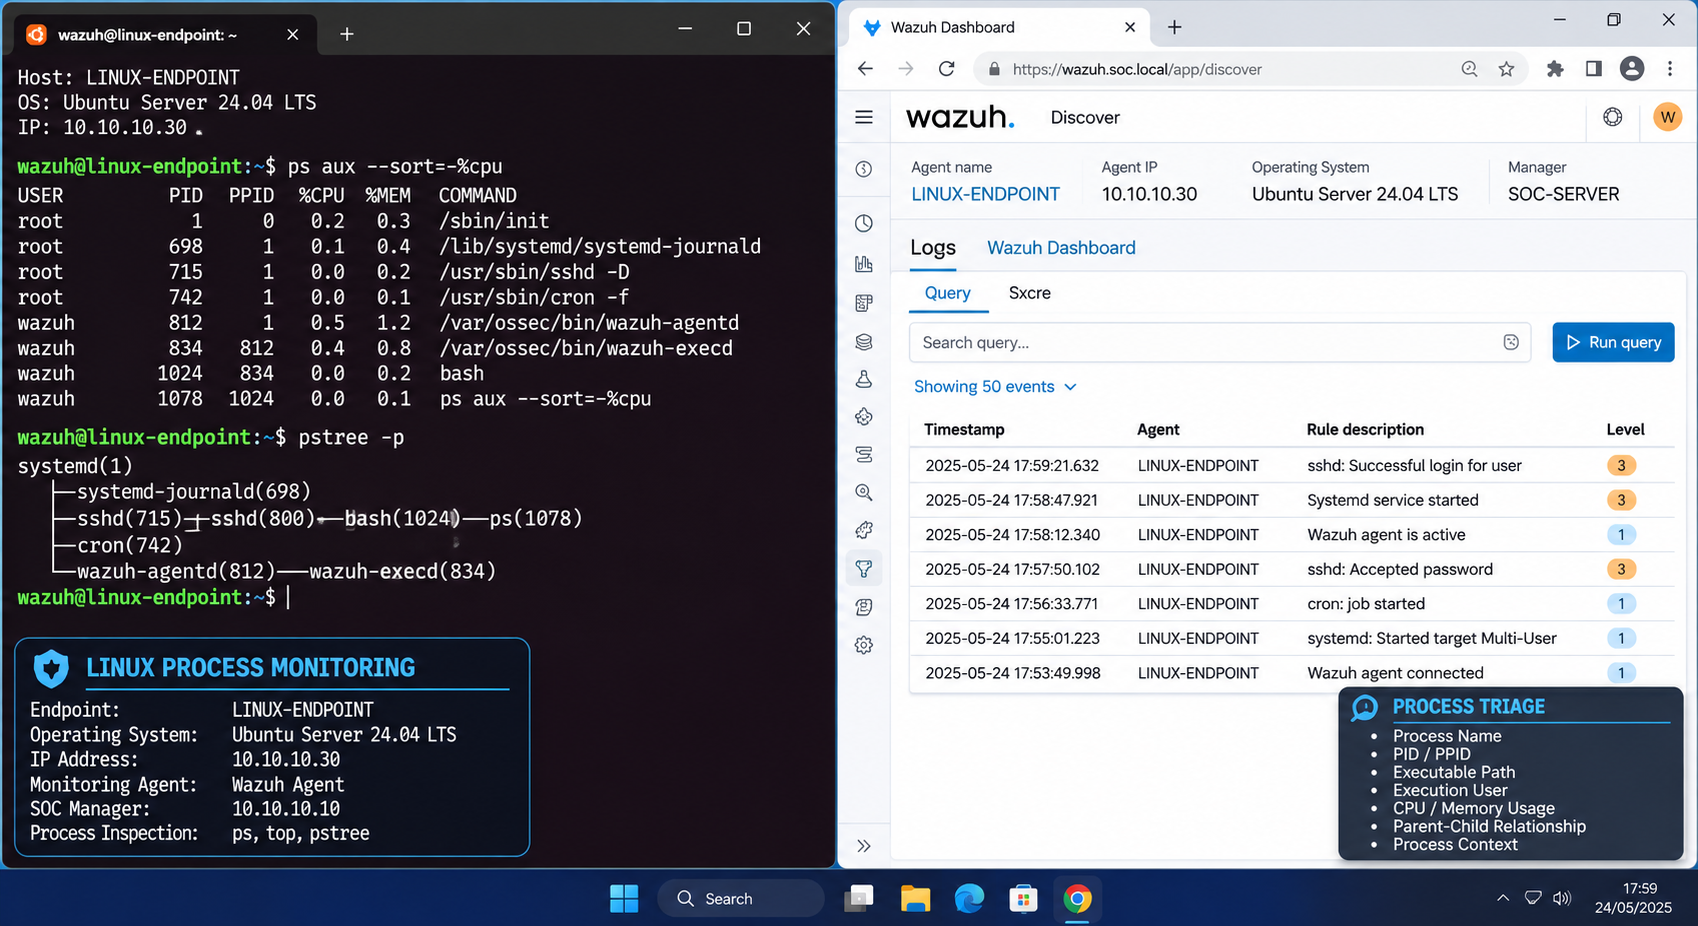 wazuh@linux-endpoint: ~
Host: LINUX-ENDPOINT
OS: Ubuntu Server 24.04 LTS
IP: 10.10.10.30
wazuh@linux-endpoint:~$ ps aux --sort=-%cpu
USER PID PPID %CPU %MEM COMMAND
root 1 0 0.2 0.3 /sbin/init
root 698 1 0.1 0.4 /lib/systemd/systemd-journald
root 715 1 0.0 0.2 /usr/sbin/sshd -D
root 742 1 0.0 0.1 /usr/sbin/cron -f
wazuh 812 1 0.5 1.2 /var/ossec/bin/wazuh-agentd
wazuh 834 812 0.4 0.8 /var/ossec/bin/wazuh-execd
wazuh 1024 834 0.0 0.2 bash
wazuh 1078 1024 0.0 0.1 ps aux --sort=-%cpu
wazuh@linux-endpoint:~$ pstree -p
systemd(1)
├─systemd-journald(698)
├─sshd(715)─┬─sshd(800)───bash(1024)──ps(1078)
├─cron(742)
└─wazuh-agentd(812)───wazuh-execd(834)
wazuh@linux-endpoint:~$
LINUX PROCESS MONITORING
Endpoint: LINUX-ENDPOINT
Operating System: Ubuntu Server 24.04 LTS
IP Address: 10.10.10.30
Monitoring Agent: Wazuh Agent
SOC Manager: 10.10.10.10
Process Inspection: ps, top, pstree
Wazuh Dashboard
https://wazuh.soc.local/app/discover
wazuh. Discover
W
Agent name Agent IP Operating System Manager
LINUX-ENDPOINT 10.10.10.30 Ubuntu Server 24.04 LTS SOC-SERVER
Logs Wazuh Dashboard
Query Sxcre
Search query...
Run query
Showing 50 events
Timestamp Agent Rule description Level
2025-05-24 17:59:21.632 LINUX-ENDPOINT sshd: Successful login for user 3
2025-05-24 17:58:47.921 LINUX-ENDPOINT Systemd service started 3
2025-05-24 17:58:12.340 LINUX-ENDPOINT Wazuh agent is active 1
2025-05-24 17:57:50.102 LINUX-ENDPOINT sshd: Accepted password 3
2025-05-24 17:56:33.771 LINUX-ENDPOINT cron: job started 1
2025-05-24 17:55:01.223 LINUX-ENDPOINT systemd: Started target Multi-User 1
2025-05-24 17:53:49.998 LINUX-ENDPOINT Wazuh agent connected 1
PROCESS TRIAGE
• Process Name
• PID / PPID
• Executable Path
• Execution User
• CPU / Memory Usage
• Parent-Child Relationship
• Process Context
Search
17:59
24/05/2025